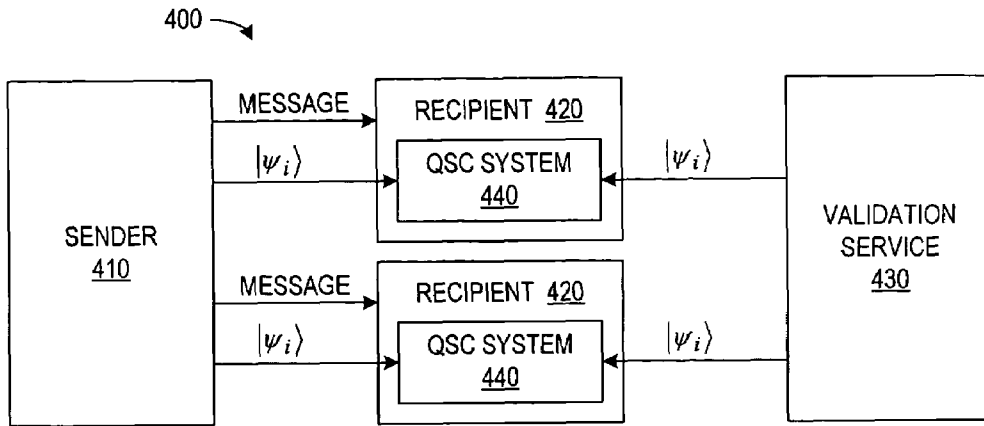 400
MESSAGE
|ψi⟩
SENDER
410
MESSAGE
|ψi⟩
RECIPIENT 420
QSC SYSTEM
440
RECIPIENT 420
QSC SYSTEM
440
|ψi⟩
|ψi⟩
VALIDATION
SERVICE
430